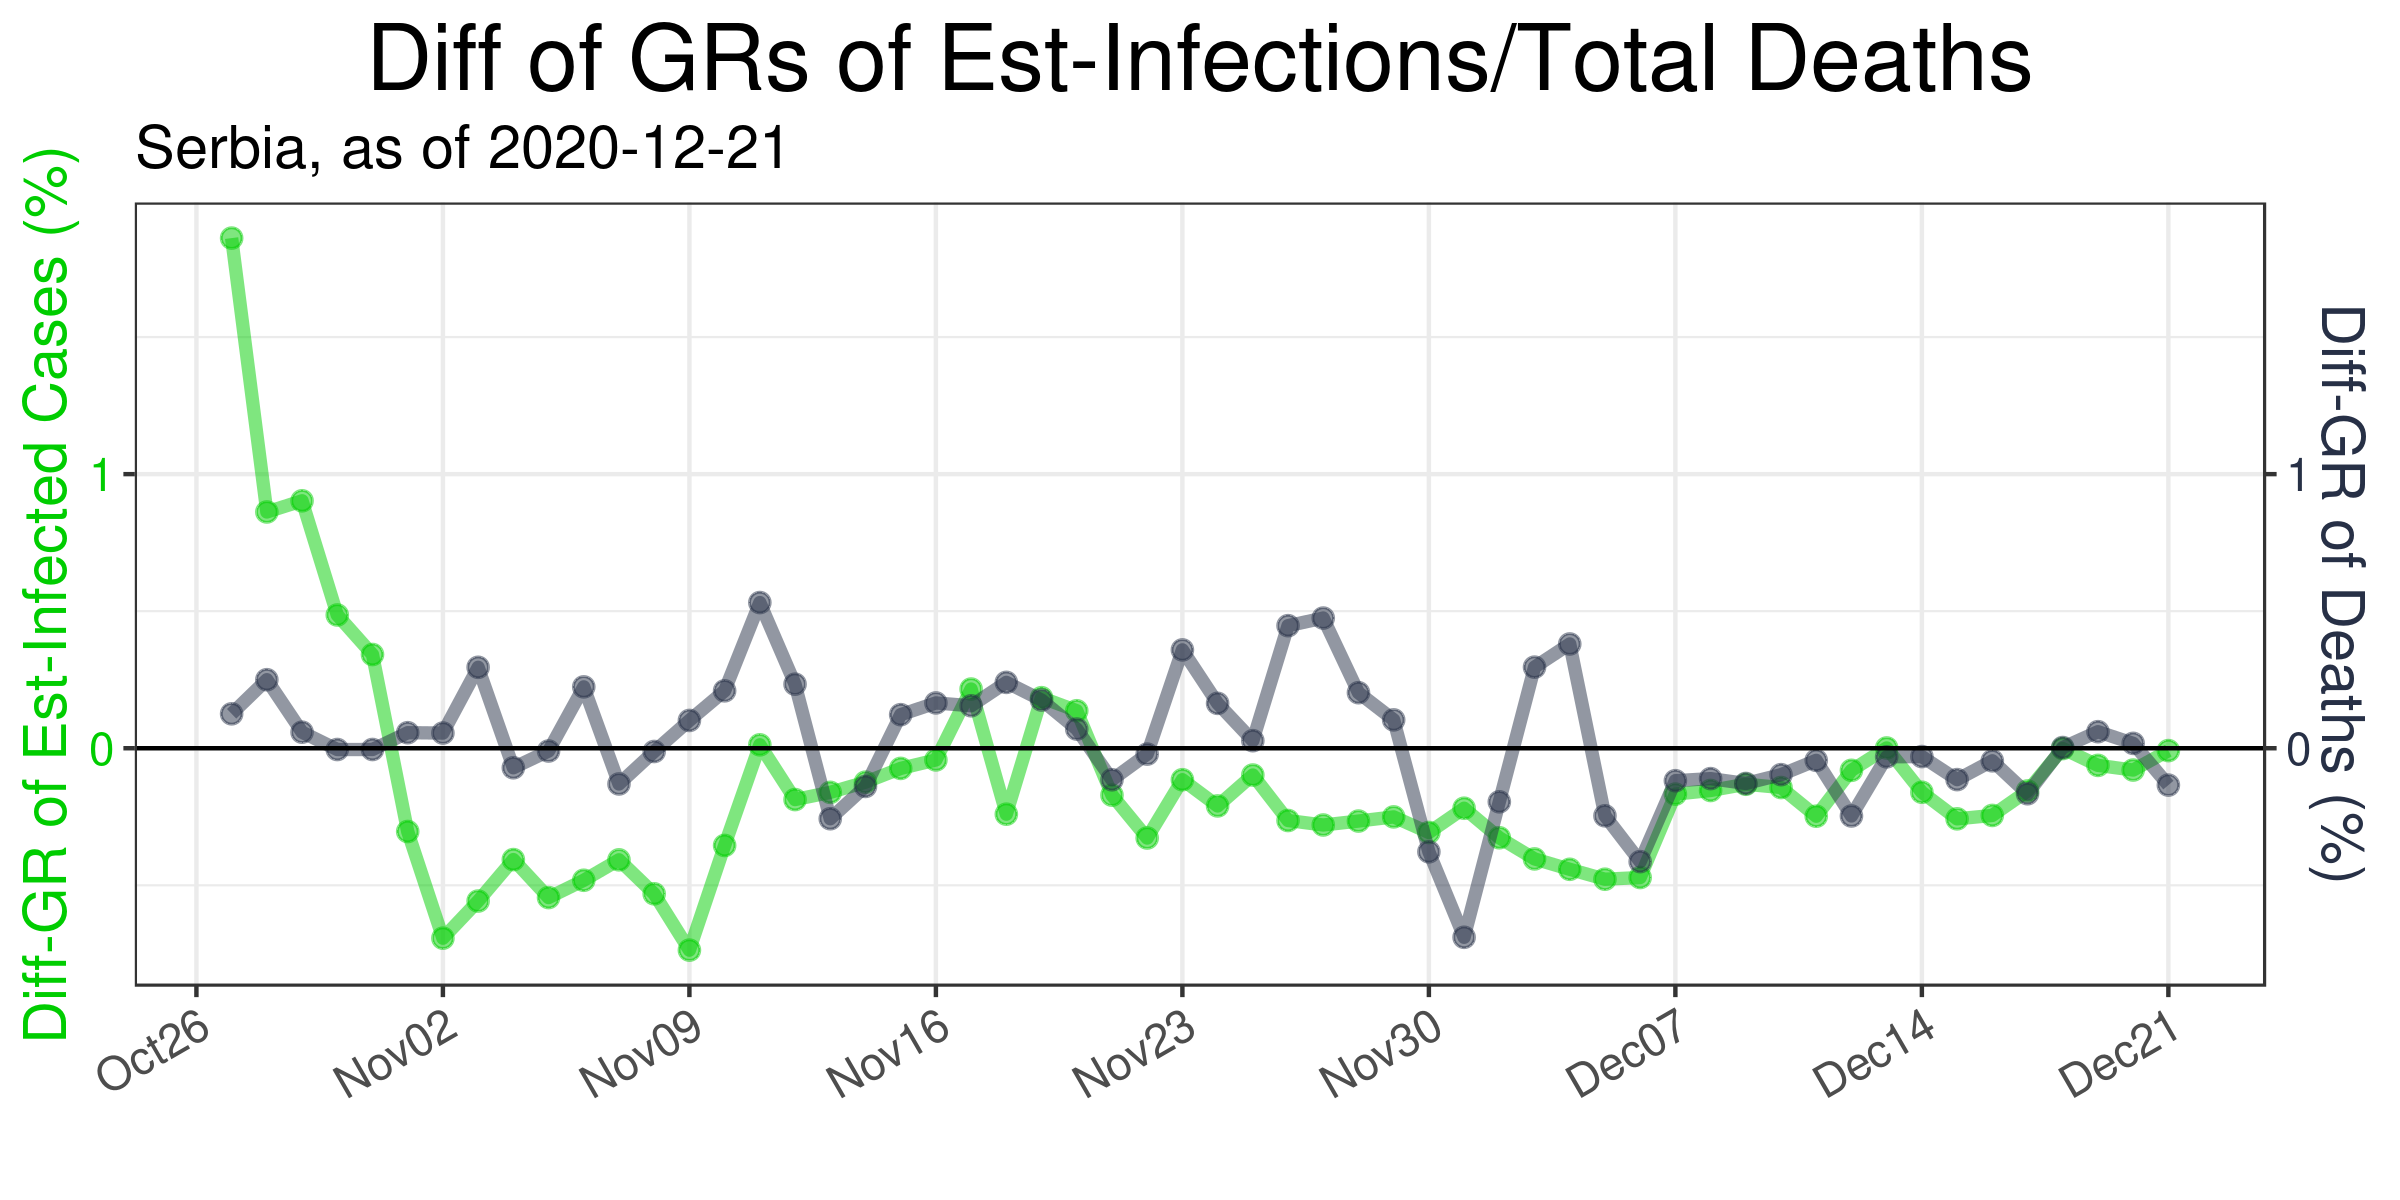 Diff of GRs of Est-Infections/Total Deaths
Serbia, as of 2020-12-21
Diff-GR of Est-Infected Cases (%)
1
0
1
0
Diff-GR of Deaths (%)
Oct26
Nov02
Nov09
Nov16
Nov23
Nov30
Dec07
Dec14
Dec21